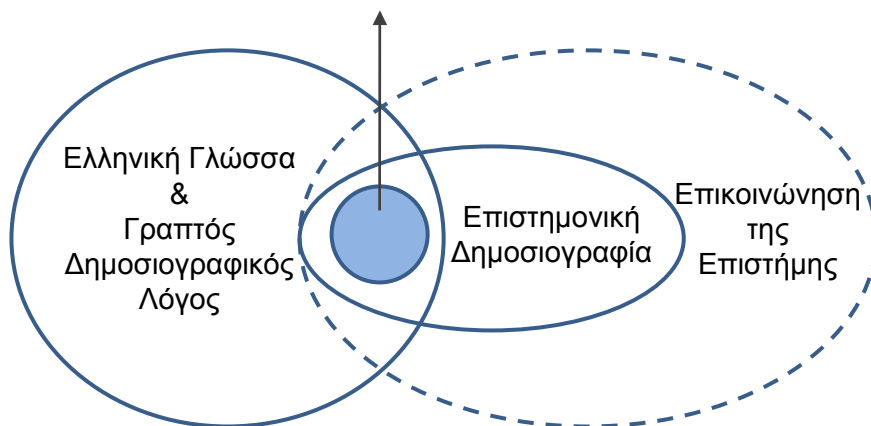 Ελληνική Γλώσσα
&
Γραπτός
Δημοσιογραφικός
Λόγος
Επιστημονική
Δημοσιογραφία
Επικοινώνηση
της
Επιστήμης